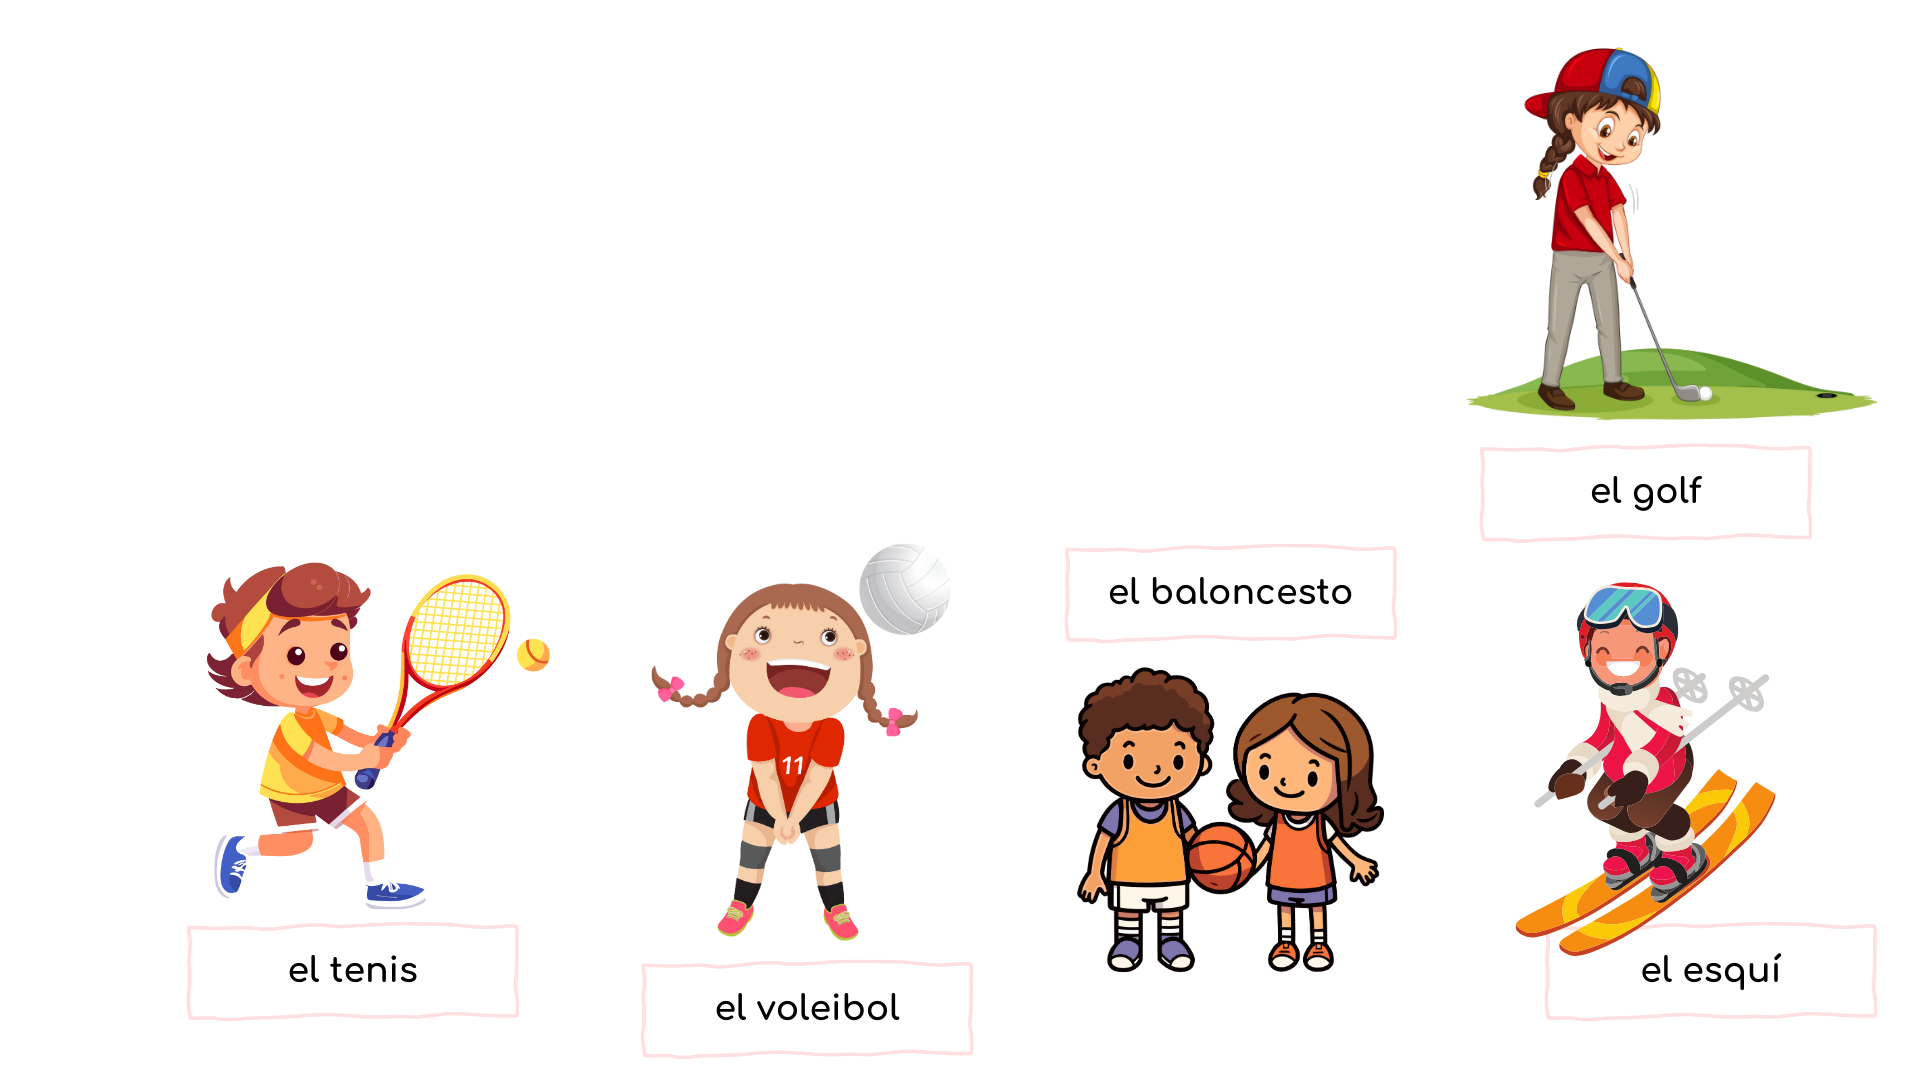 el golf
el baloncesto
el tenis
11
el voleibol
el esquí